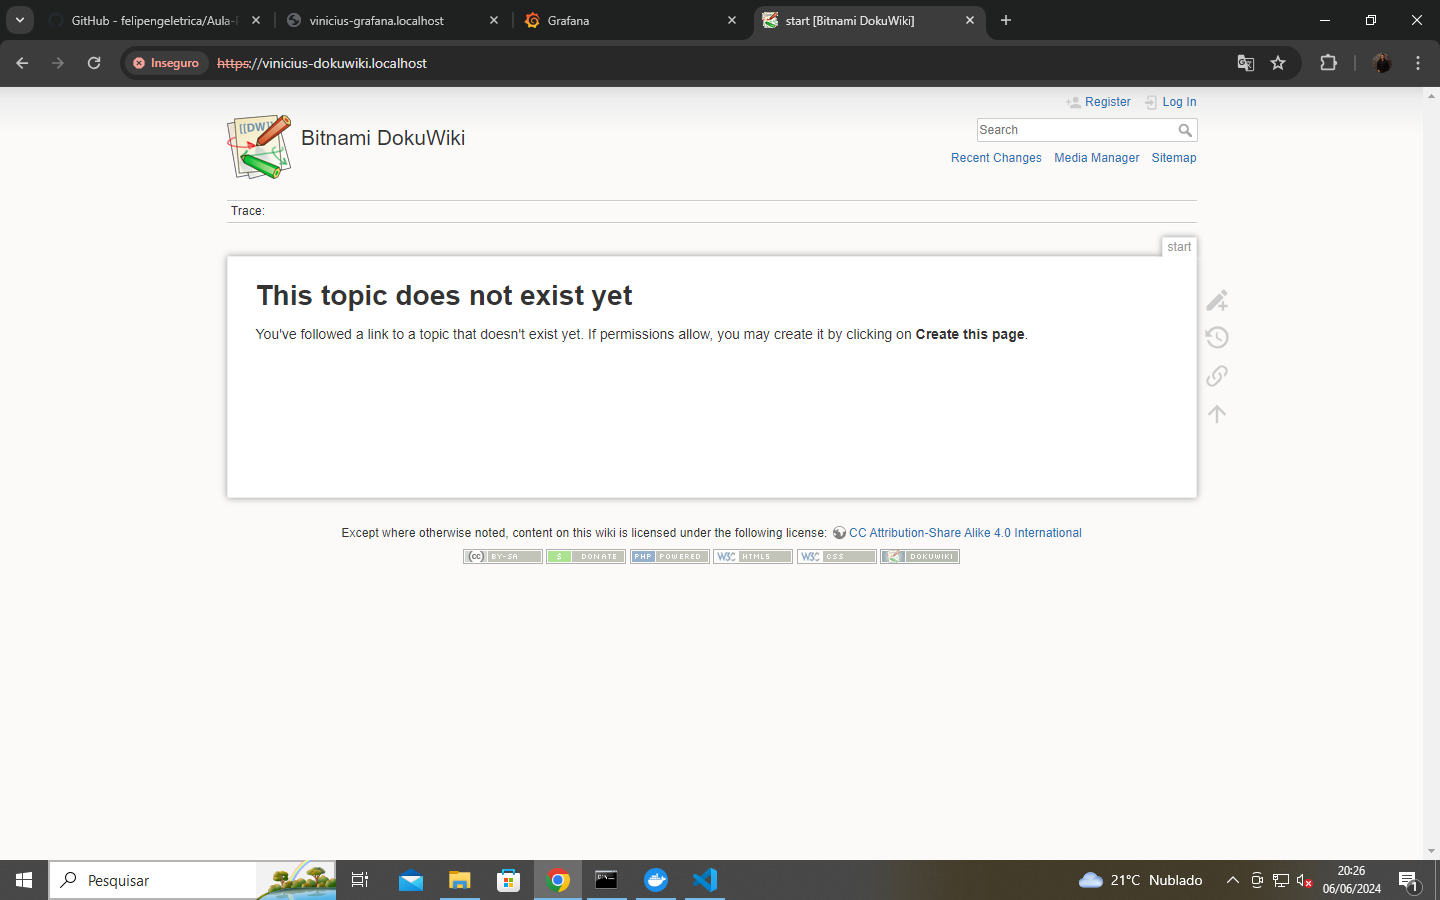 GitHub - felipengeletrica/Aula-
vinicius-grafana.localhost
Grafana
start [Bitnami DokuWiki]
Inseguro
https://vinicius-dokuwiki.localhost
Register
Log In
[[DW]]
Bitnami DokuWiki
Search
Recent Changes
Media Manager
Sitemap
Trace:
start
This topic does not exist yet
You've followed a link to a topic that doesn't exist yet. If permissions allow, you may create it by clicking on Create this page.
Except where otherwise noted, content on this wiki is licensed under the following license: CC Attribution-Share Alike 4.0 International
(cc) BY-SA
$ DONATE
PHP POWERED
W3C HTML5
W3C CSS
DOKUWIKI
Pesquisar
21°C Nublado
20:26
06/06/2024
1